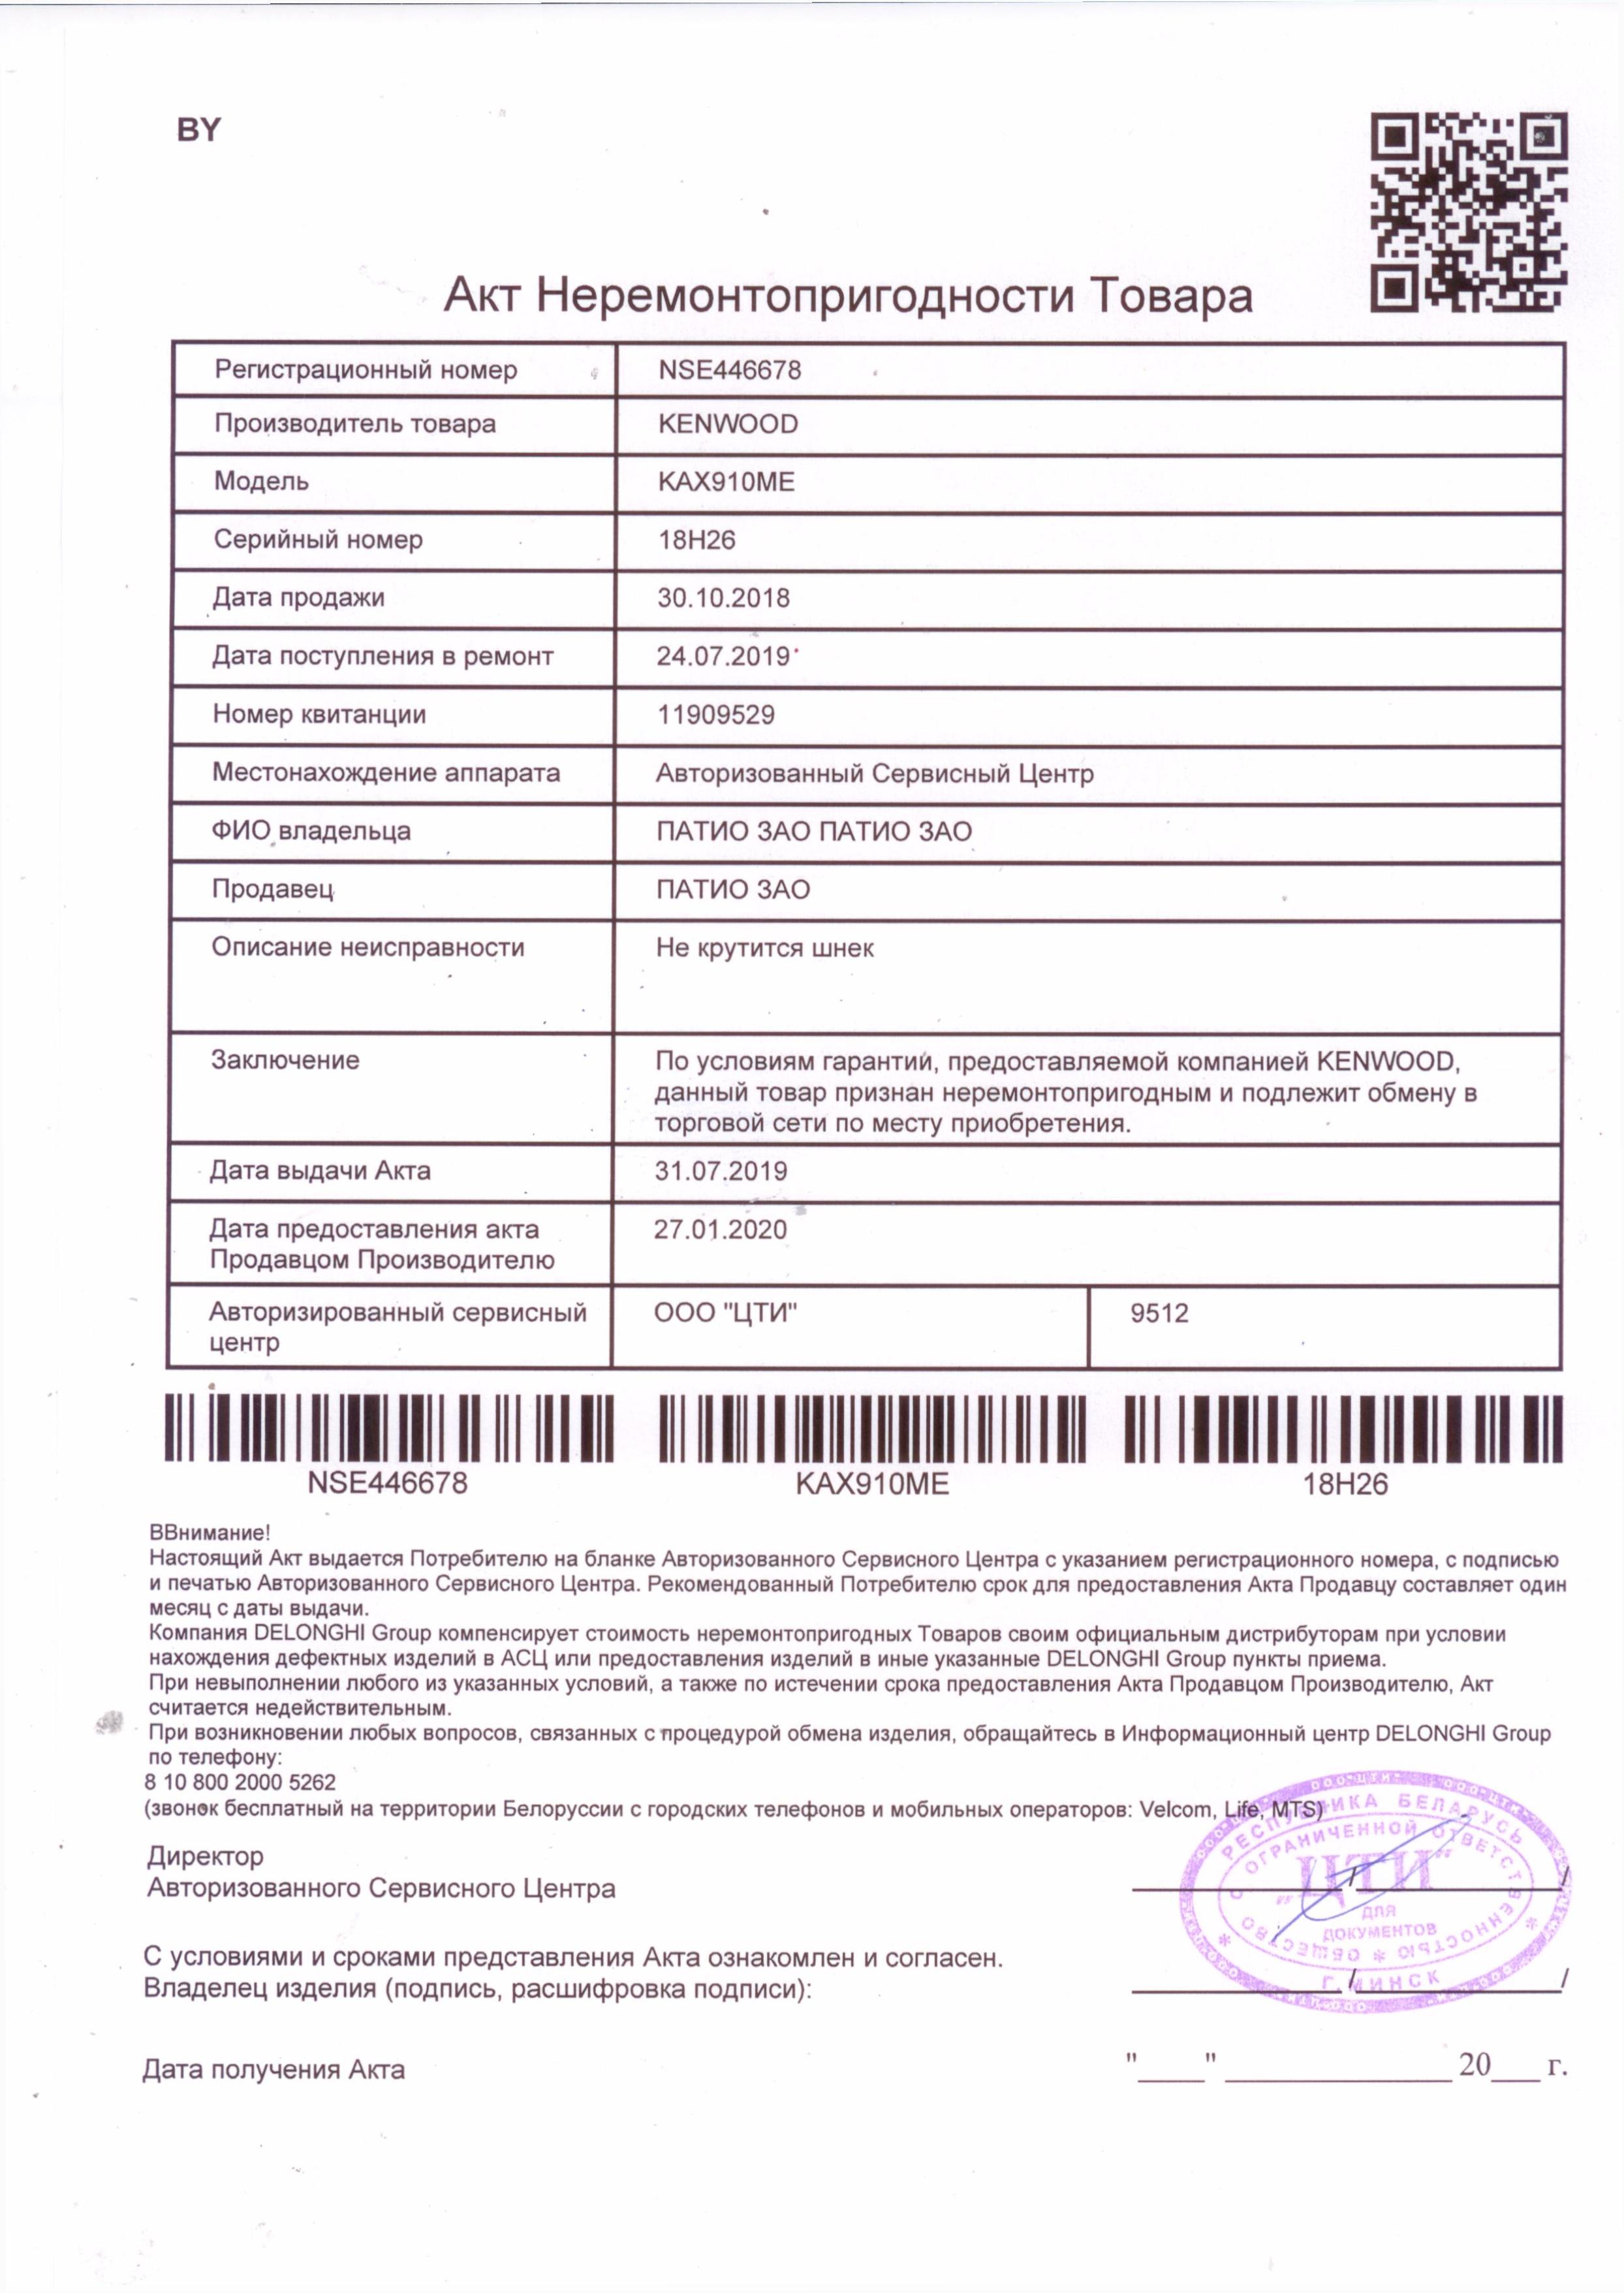 BY
Акт Неремонтопригодности Товара
Регистрационный номер NSE446678
Производитель товара KENWOOD
Модель KAX910ME
Серийный номер 18H26
Дата продажи 30.10.2018
Дата поступления в ремонт 24.07.2019
Номер квитанции 11909529
Местонахождение аппарата Авторизованный Сервисный Центр
ФИО владельца ПАТИО ЗАО ПАТИО ЗАО
Продавец ПАТИО ЗАО
Описание неисправности Не крутится шнек
Заключение По условиям гарантии, предоставляемой компанией KENWOOD,
данный товар признан неремонтопригодным и подлежит обмену в
торговой сети по месту приобретения.
Дата выдачи Акта 31.07.2019
Дата предоставления акта 27.01.2020
Продавцом Производителю
Авторизированный сервисный ООО "ЦТИ" 9512
центр
NSE446678 KAX910ME 18H26
ВВнимание!
Настоящий Акт выдается Потребителю на бланке Авторизованного Сервисного Центра с указанием регистрационного номера, с подписью
и печатью Авторизованного Сервисного Центра. Рекомендованный Потребителю срок для предоставления Акта Продавцу составляет один
месяц с даты выдачи.
Компания DELONGHI Group компенсирует стоимость неремонтопригодных Товаров своим официальным дистрибуторам при условии
нахождения дефектных изделий в АСЦ или предоставления изделий в иные указанные DELONGHI Group пункты приема.
При невыполнении любого из указанных условий, а также по истечении срока предоставления Акта Продавцом Производителю, Акт
считается недействительным.
При возникновении любых вопросов, связанных с процедурой обмена изделия, обращайтесь в Информационный центр DELONGHI Group
по телефону:
8 10 800 2000 5262
(звонок бесплатный на территории Белоруссии с городских телефонов и мобильных операторов: Velcom, Life, MTS)
Директор
Авторизованного Сервисного Центра ____/____/
РЕСПУБЛИКА БЕЛАРУСЬ
ОБЩЕСТВО С ОГРАНИЧЕННОЙ ОТВЕТСТВЕННОСТЬЮ
„ЦТИ“
ДЛЯ
ДОКУМЕНТОВ
Г. МИНСК
С условиями и сроками представления Акта ознакомлен и согласен.
Владелец изделия (подпись, расшифровка подписи): ____/____/
Дата получения Акта "____" ____________ 20___ г.